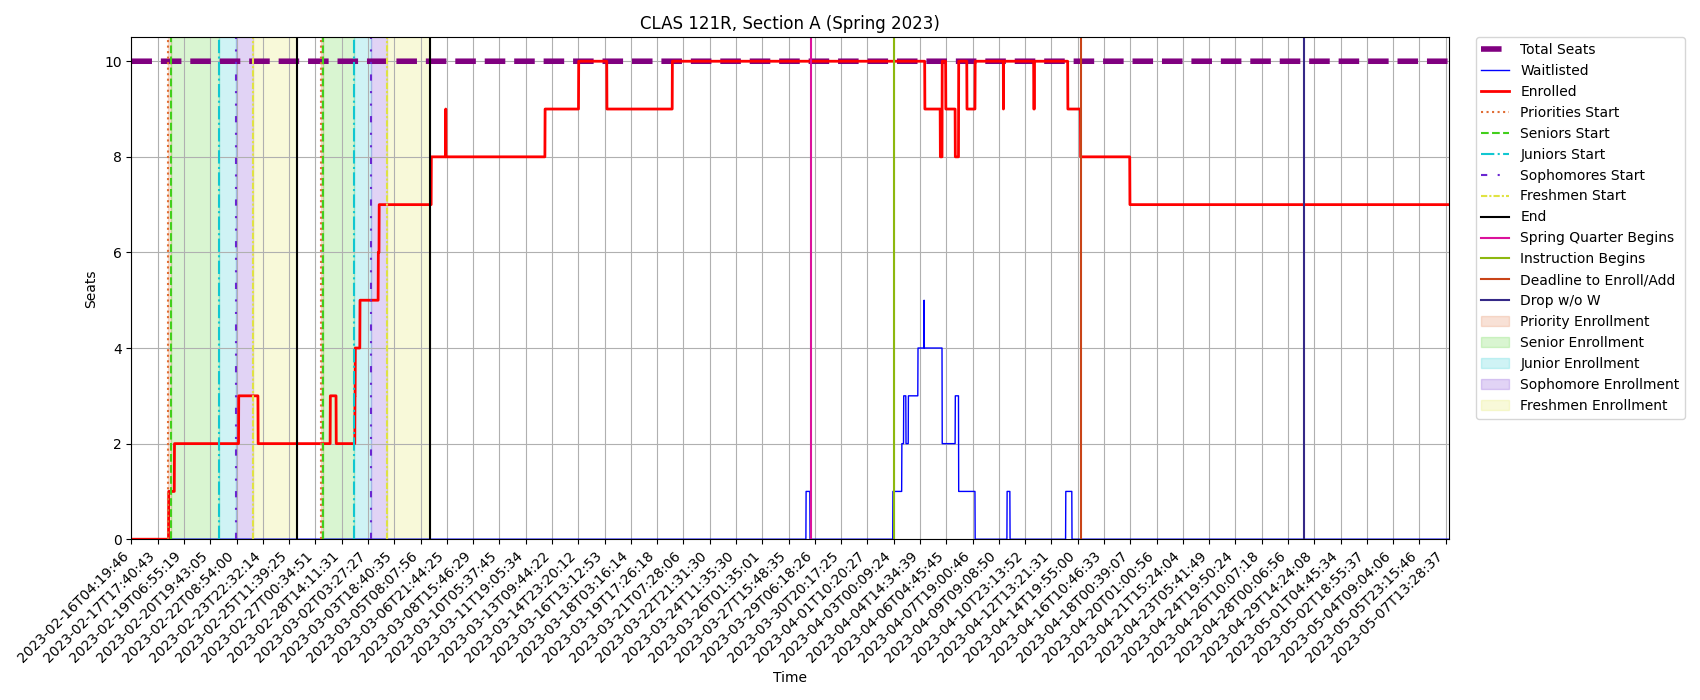 CLAS 121R, Section A (Spring 2023)
Seats
10
8
6
4
2
0
2023-02-16T04:19:46
2023-02-17T17:40:43
2023-02-19T06:55:19
2023-02-20T19:43:05
2023-02-22T08:54:00
2023-02-23T22:32:14
2023-02-25T11:39:25
2023-02-27T00:34:51
2023-02-28T14:11:31
2023-03-02T03:27:27
2023-03-03T18:40:35
2023-03-05T08:07:56
2023-03-06T21:44:25
2023-03-08T15:46:29
2023-03-10T05:37:45
2023-03-11T19:05:34
2023-03-13T09:44:22
2023-03-14T23:20:12
2023-03-16T13:12:53
2023-03-18T03:16:14
2023-03-19T17:26:18
2023-03-21T07:28:06
2023-03-22T21:31:30
2023-03-24T11:35:30
2023-03-26T01:35:01
2023-03-27T15:48:35
2023-03-29T06:18:26
2023-03-30T20:17:25
2023-04-01T10:20:27
2023-04-03T00:09:24
2023-04-04T14:34:39
2023-04-06T04:45:45
2023-04-07T19:00:46
2023-04-09T09:08:50
2023-04-10T23:13:52
2023-04-12T13:21:31
2023-04-14T19:55:00
2023-04-16T10:46:33
2023-04-18T00:39:07
2023-04-20T01:00:56
2023-04-21T15:24:04
2023-04-23T05:41:49
2023-04-24T19:50:24
2023-04-26T10:07:18
2023-04-28T00:06:56
2023-04-29T14:24:08
2023-05-01T04:45:34
2023-05-02T18:55:37
2023-05-04T09:04:06
2023-05-05T23:15:46
2023-05-07T13:28:37
Time
Total Seats
Waitlisted
Enrolled
Priorities Start
Seniors Start
Juniors Start
Sophomores Start
Freshmen Start
End
Spring Quarter Begins
Instruction Begins
Deadline to Enroll/Add
Drop w/o W
Priority Enrollment
Senior Enrollment
Junior Enrollment
Sophomore Enrollment
Freshmen Enrollment